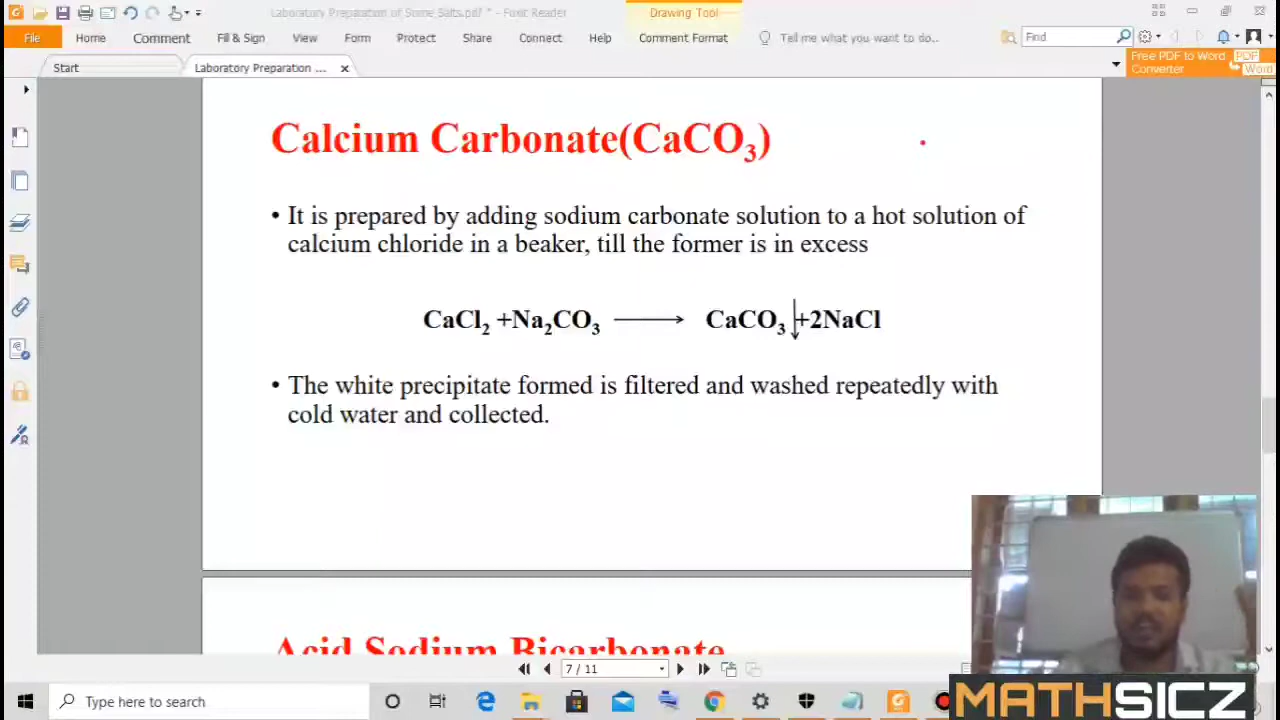 Laboratory Preparation of Some_Salts.pdf * - Foxit Reader
Drawing Tool
File Home Comment Fill & Sign View Form Protect Share Connect Help Comment Format Tell me what you want to do.. Find
Start Laboratory Preparation ... Free PDF to Word Converter PDF Word
Calcium Carbonate(CaCO₃)
• It is prepared by adding sodium carbonate solution to a hot solution of
calcium chloride in a beaker, till the former is in excess
CaCl₂ +Na₂CO₃ ⟶ CaCO₃ ↓+2NaCl
• The white precipitate formed is filtered and washed repeatedly with
cold water and collected.
Acid Sodium Bicarbonate
7 / 11
Type here to search
MATHSICZ